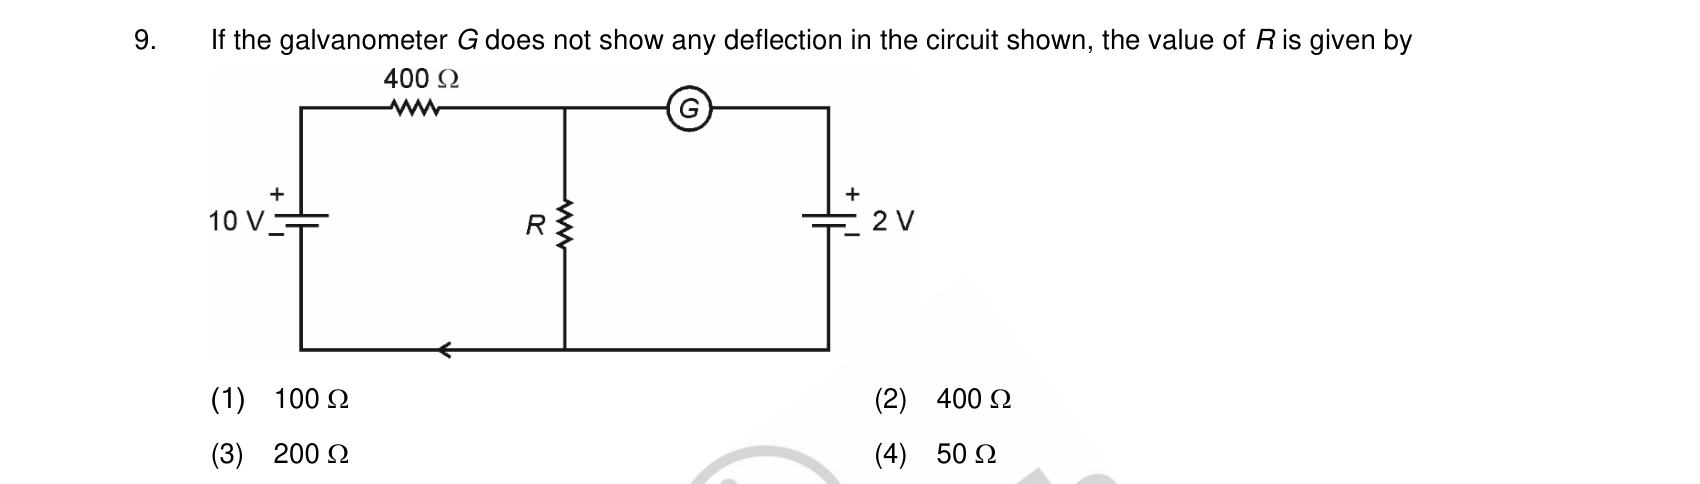 9. If the galvanometer G does not show any deflection in the circuit shown, the value of R is given by
400 Ω
G
+ +
10 V R 2 V
– –
(1) 100 Ω (2) 400 Ω
(3) 200 Ω (4) 50 Ω